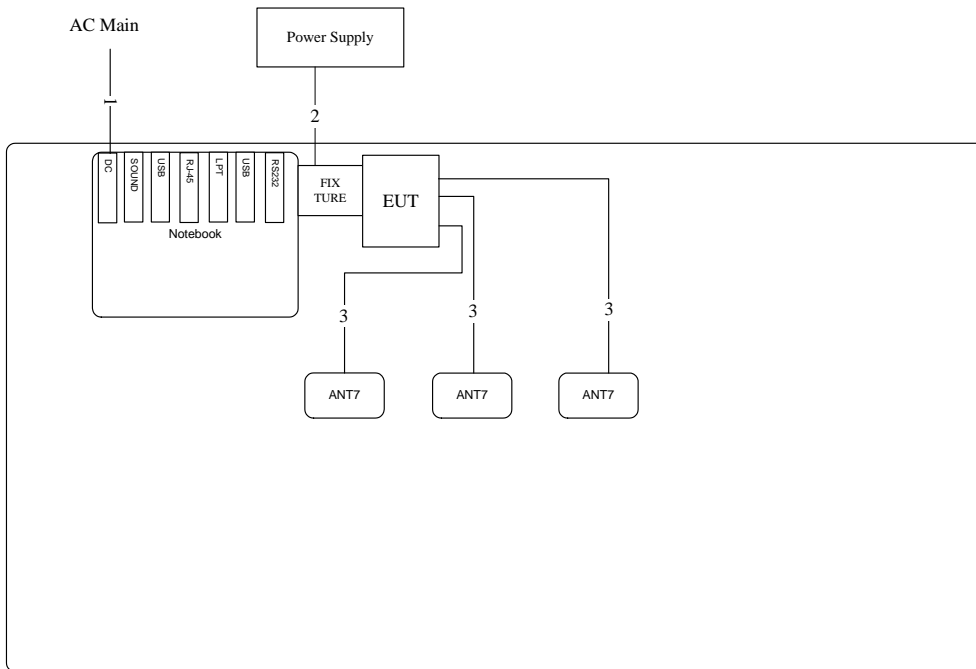 AC Main
Power Supply
1
2
DC
SOUND
USB
RJ-45
LPT
USB
RS232
Notebook
FIX
TURE
EUT
3
3
3
ANT7
ANT7
ANT7